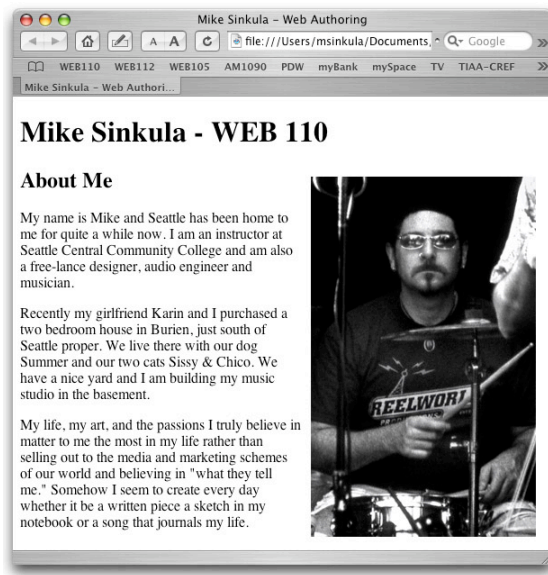 Mike Sinkula – Web Authoring
A A
file:///Users/msinkula/Documents,
Google
WEB110 WEB112 WEB105 AM1090 PDW myBank mySpace TV TIAA-CREF
Mike Sinkula – Web Authori...
Mike Sinkula - WEB 110
About Me
My name is Mike and Seattle has been home to
me for quite a while now. I am an instructor at
Seattle Central Community College and am also
a free-lance designer, audio engineer and
musician.
Recently my girlfriend Karin and I purchased a
two bedroom house in Burien, just south of
Seattle proper. We live there with our dog
Summer and our two cats Sissy & Chico. We
have a nice yard and I am building my music
studio in the basement.
My life, my art, and the passions I truly believe in
matter to me the most in my life rather than
selling out to the media and marketing schemes
of our world and believing in "what they tell
me." Somehow I seem to create every day
whether it be a written piece a sketch in my
notebook or a song that journals my life.
REELWORL